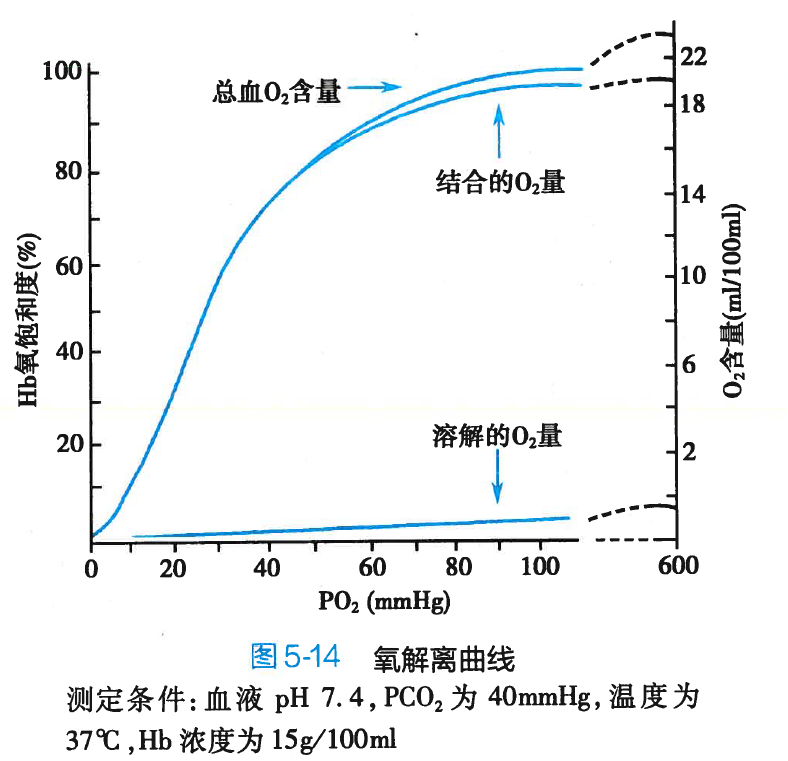 100
80
60
40
20
Hb氧饱和度(%)
总血O₂含量
结合的O₂量
溶解的O₂量
22
18
14
10
6
2
O₂含量(ml/100ml)
0 20 40 60 80 100 600
PO₂ (mmHg)
图 5-14 氧解离曲线
测定条件:血液 pH 7.4,PCO₂ 为 40mmHg,温度为
37℃,Hb 浓度为 15g/100ml